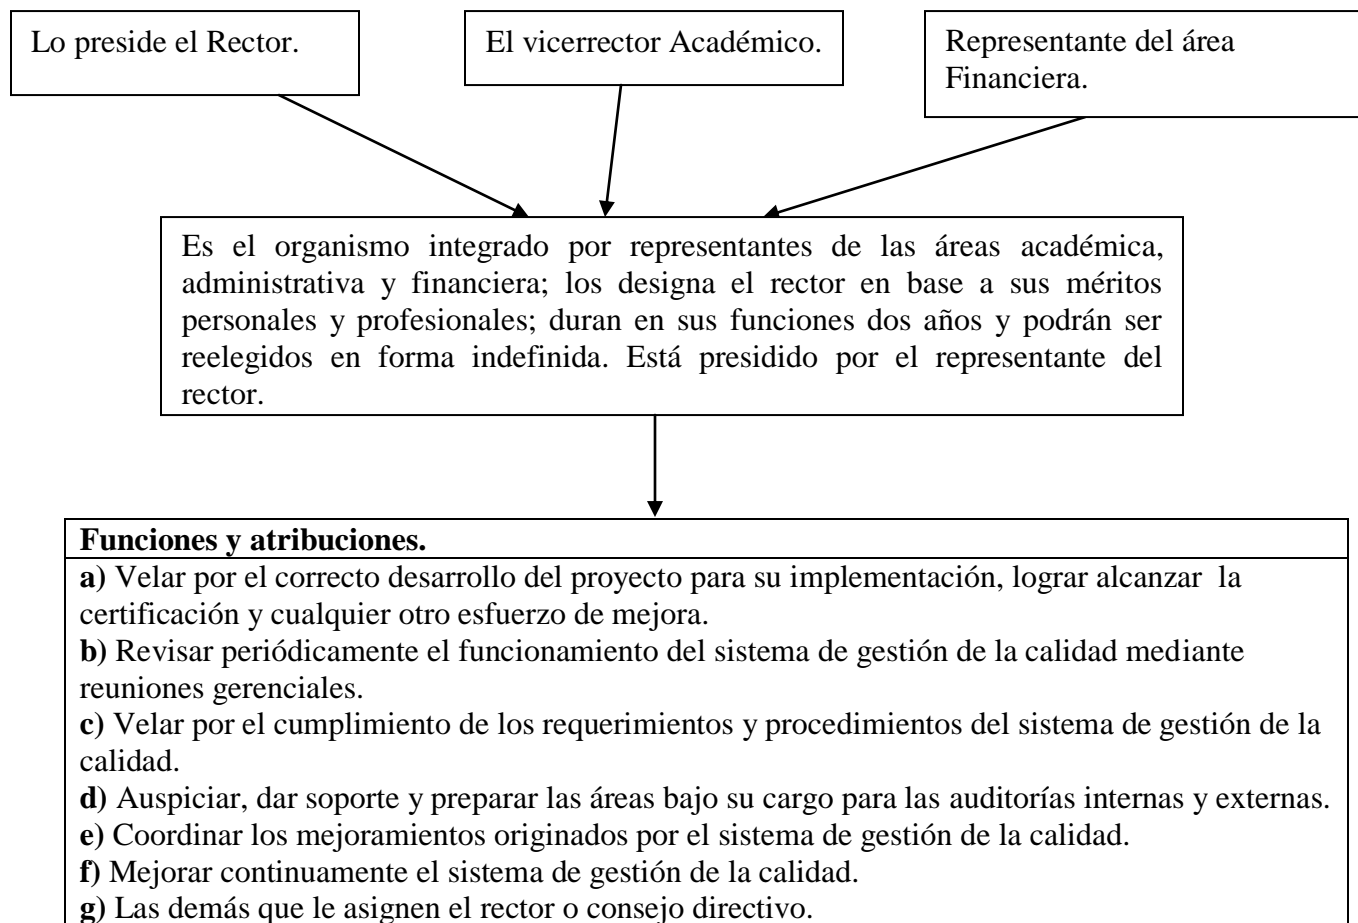 Lo preside el Rector.
El vicerrector Académico.
Representante del área
Financiera.
Es el organismo integrado por representantes de las áreas académica,
administrativa y financiera; los designa el rector en base a sus méritos
personales y profesionales; duran en sus funciones dos años y podrán ser
reelegidos en forma indefinida. Está presidido por el representante del
rector.
Funciones y atribuciones.
a) Velar por el correcto desarrollo del proyecto para su implementación, lograr alcanzar la
certificación y cualquier otro esfuerzo de mejora.
b) Revisar periódicamente el funcionamiento del sistema de gestión de la calidad mediante
reuniones gerenciales.
c) Velar por el cumplimiento de los requerimientos y procedimientos del sistema de gestión de la
calidad.
d) Auspiciar, dar soporte y preparar las áreas bajo su cargo para las auditorías internas y externas.
e) Coordinar los mejoramientos originados por el sistema de gestión de la calidad.
f) Mejorar continuamente el sistema de gestión de la calidad.
g) Las demás que le asignen el rector o consejo directivo.